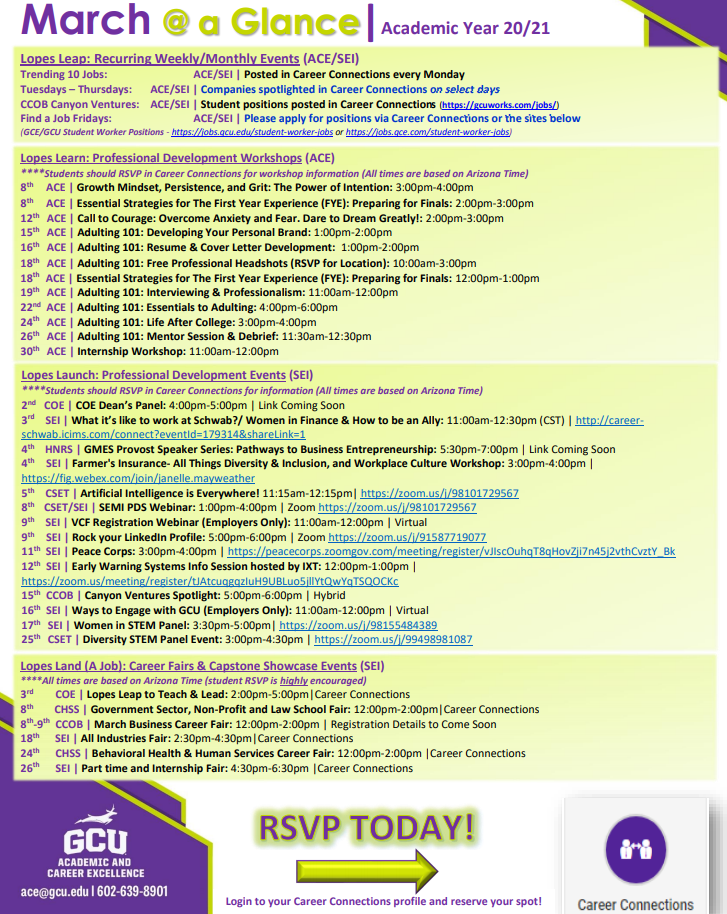 March @ a Glance| Academic Year 20/21
Lopes Leap: Recurring Weekly/Monthly Events (ACE/SEI)
Trending 10 Jobs: ACE/SEI | Posted in Career Connections every Monday
Tuesdays – Thursdays: ACE/SEI | Companies spotlighted in Career Connections on select days
CCOB Canyon Ventures: ACE/SEI | Student positions posted in Career Connections (https://gcuworks.com/jobs/)
Find a Job Fridays: ACE/SEI | Please apply for positions via Career Connections or the sites below
(GCE/GCU Student Worker Positions - https://jobs.gcu.edu/student-worker-jobs or https://jobs.gce.com/student-worker-jobs)
Lopes Learn: Professional Development Workshops (ACE)
****Students should RSVP in Career Connections for workshop information (All times are based on Arizona Time)
8th ACE | Growth Mindset, Persistence, and Grit: The Power of Intention: 3:00pm-4:00pm
8th ACE | Essential Strategies for The First Year Experience (FYE): Preparing for Finals: 2:00pm-3:00pm
12th ACE | Call to Courage: Overcome Anxiety and Fear. Dare to Dream Greatly!: 2:00pm-3:00pm
15th ACE | Adulting 101: Developing Your Personal Brand: 1:00pm-2:00pm
16th ACE | Adulting 101: Resume & Cover Letter Development: 1:00pm-2:00pm
18th ACE | Adulting 101: Free Professional Headshots (RSVP for Location): 10:00am-3:00pm
18th ACE | Essential Strategies for The First Year Experience (FYE): Preparing for Finals: 12:00pm-1:00pm
19th ACE | Adulting 101: Interviewing & Professionalism: 11:00am-12:00pm
22nd ACE | Adulting 101: Essentials to Adulting: 4:00pm-6:00pm
24th ACE | Adulting 101: Life After College: 3:00pm-4:00pm
26th ACE | Adulting 101: Mentor Session & Debrief: 11:30am-12:30pm
30th ACE | Internship Workshop: 11:00am-12:00pm
Lopes Launch: Professional Development Events (SEI)
****Students should RSVP in Career Connections for information (All times are based on Arizona Time)
2nd COE | COE Dean's Panel: 4:00pm-5:00pm | Link Coming Soon
3rd SEI | What it's like to work at Schwab?/ Women in Finance & How to be an Ally: 11:00am-12:30pm (CST) | http://career-
schwab.icims.com/connect?eventId=179314&shareLink=1
4th HNRS | GMES Provost Speaker Series: Pathways to Business Entrepreneurship: 5:30pm-7:00pm | Link Coming Soon
4th SEI | Farmer's Insurance- All Things Diversity & Inclusion, and Workplace Culture Workshop: 3:00pm-4:00pm |
https://fig.webex.com/join/janelle.mayweather
5th CSET | Artificial Intelligence is Everywhere! 11:15am-12:15pm| https://zoom.us/j/98101729567
8th CSET/SEI | SEMI PDS Webinar: 1:00pm-4:00pm | Zoom https://zoom.us/j/98101729567
9th SEI | VCF Registration Webinar (Employers Only): 11:00am-12:00pm | Virtual
9th SEI | Rock your LinkedIn Profile: 5:00pm-6:00pm | Zoom https://zoom.us/j/91587719077
11th SEI | Peace Corps: 3:00pm-4:00pm | https://peacecorps.zoomgov.com/meeting/register/vJIscOuhqT8qHovZji7n45j2vthCvztY_Bk
12th SEI | Early Warning Systems Info Session hosted by IXT: 12:00pm-1:00pm |
https://zoom.us/meeting/register/tJAtcuqgqzIuH9UBLuo5jllYtQwYqTSQOCKc
15th CCOB | Canyon Ventures Spotlight: 5:00pm-6:00pm | Hybrid
16th SEI | Ways to Engage with GCU (Employers Only): 11:00am-12:00pm | Virtual
17th SEI | Women in STEM Panel: 3:30pm-5:00pm| https://zoom.us/j/98155484389
25th CSET | Diversity STEM Panel Event: 3:00pm-4:30pm | https://zoom.us/j/99498981087
Lopes Land (A Job): Career Fairs & Capstone Showcase Events (SEI)
****All times are based on Arizona Time (student RSVP is highly encouraged)
3rd COE | Lopes Leap to Teach & Lead: 2:00pm-5:00pm|Career Connections
8th CHSS | Government Sector, Non-Profit and Law School Fair: 12:00pm-2:00pm|Career Connections
8th-9th CCOB | March Business Career Fair: 12:00pm-2:00pm | Registration Details to Come Soon
18th SEI | All Industries Fair: 2:30pm-4:30pm|Career Connections
24th CHSS | Behavioral Health & Human Services Career Fair: 12:00pm-2:00pm |Career Connections
26th SEI | Part time and Internship Fair: 4:30pm-6:30pm |Career Connections
RSVP TODAY!
GCU
ACADEMIC AND
CAREER EXCELLENCE
ace@gcu.edu | 602-639-8901
Login to your Career Connections profile and reserve your spot!
Career Connections